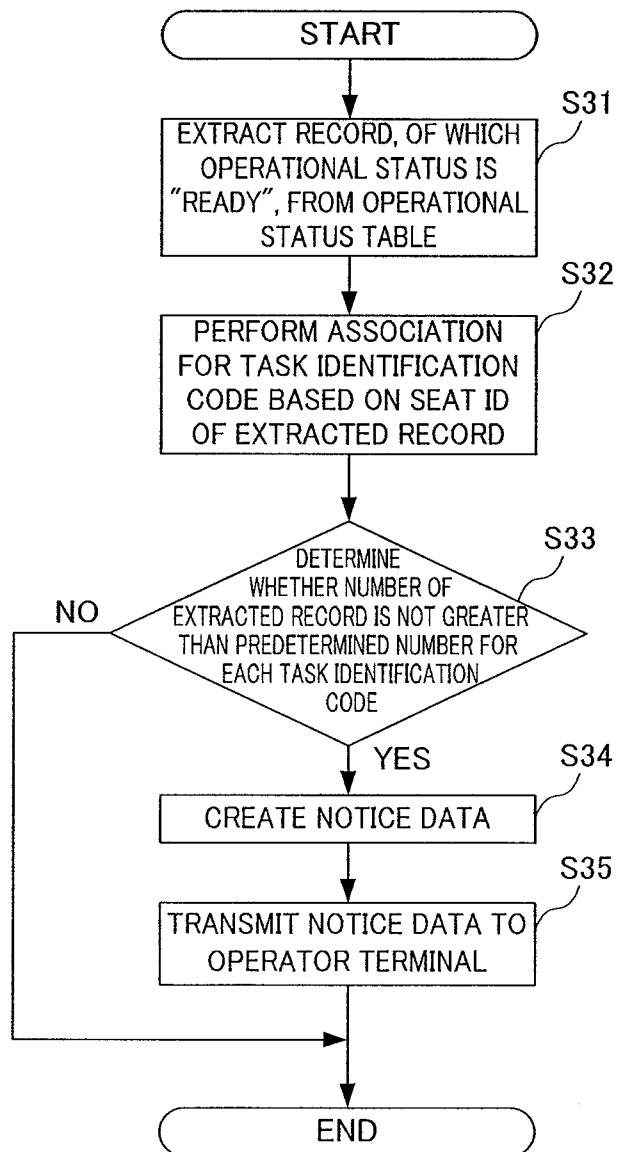 START
S31
EXTRACT RECORD, OF WHICH
OPERATIONAL STATUS IS
"READY", FROM OPERATIONAL
STATUS TABLE
S32
PERFORM ASSOCIATION
FOR TASK IDENTIFICATION
CODE BASED ON SEAT ID
OF EXTRACTED RECORD
S33
DETERMINE
WHETHER NUMBER OF
EXTRACTED RECORD IS NOT GREATER
THAN PREDETERMINED NUMBER FOR
EACH TASK IDENTIFICATION
CODE
NO
YES
S34
CREATE NOTICE DATA
S35
TRANSMIT NOTICE DATA TO
OPERATOR TERMINAL
END